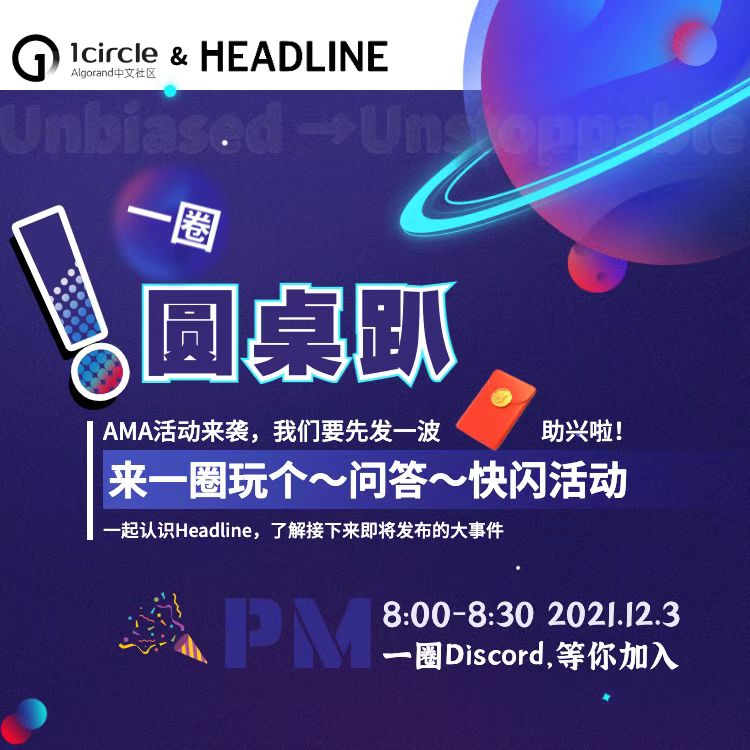 1circle & HEADLINE
Algorand中文社区
Unbiased →Unstoppable
一圈
圆桌趴
AMA活动来袭，我们要先发一波 助兴啦！
来一圈玩个～问答～快闪活动
一起认识Headline，了解接下来即将发布的大事件
PM 8:00-8:30 2021.12.3
一圈Discord,等你加入